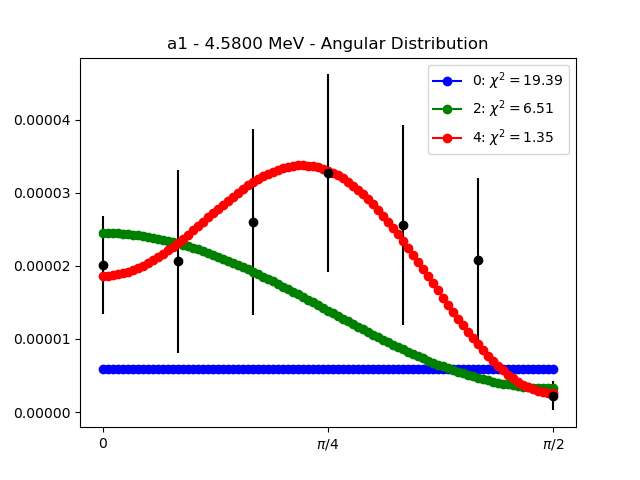 a1 - 4.5800 MeV - Angular Distribution
0: χ² = 19.39
2: χ² = 6.51
4: χ² = 1.35
0.00004
0.00003
0.00002
0.00001
0.00000
0
π/4
π/2